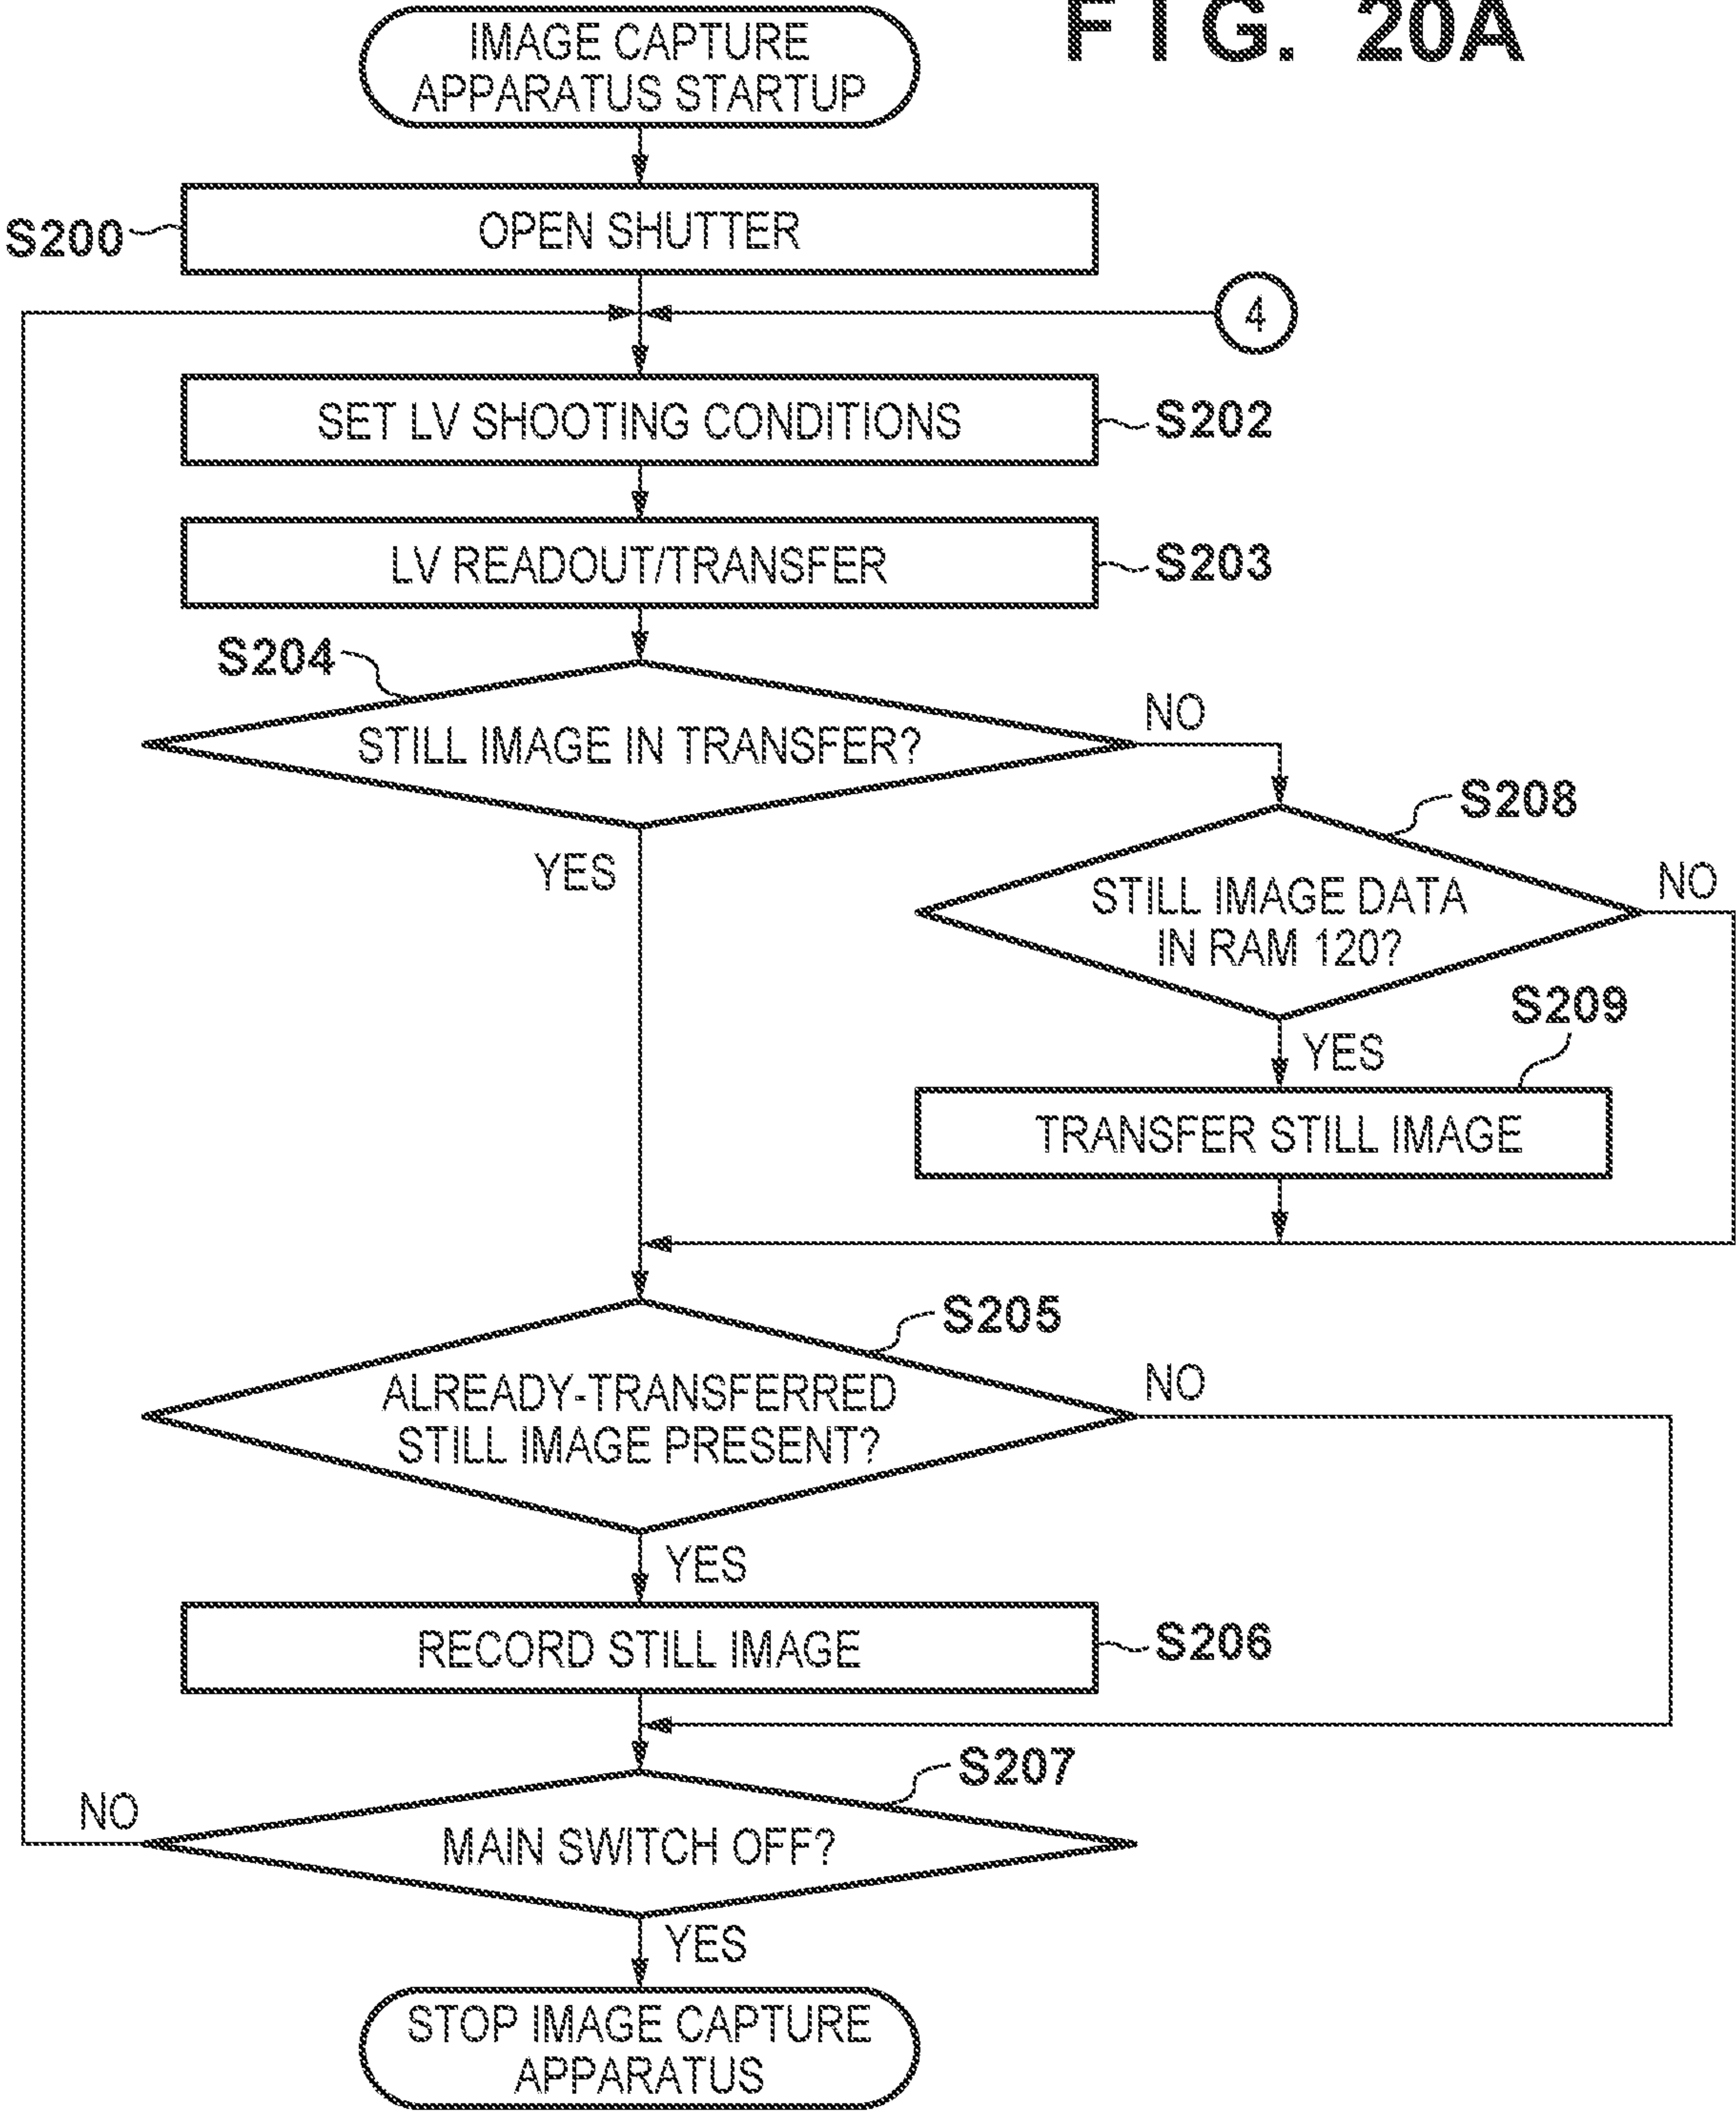 FIG. 20A
IMAGE CAPTURE
APPARATUS STARTUP
S200
OPEN SHUTTER
4
SET LV SHOOTING CONDITIONS
S202
LV READOUT/TRANSFER
S203
S204
STILL IMAGE IN TRANSFER?
NO
YES
S208
STILL IMAGE DATA
IN RAM 120?
NO
YES
S209
TRANSFER STILL IMAGE
S205
ALREADY-TRANSFERRED
STILL IMAGE PRESENT?
NO
YES
RECORD STILL IMAGE
S206
S207
MAIN SWITCH OFF?
NO
YES
STOP IMAGE CAPTURE
APPARATUS